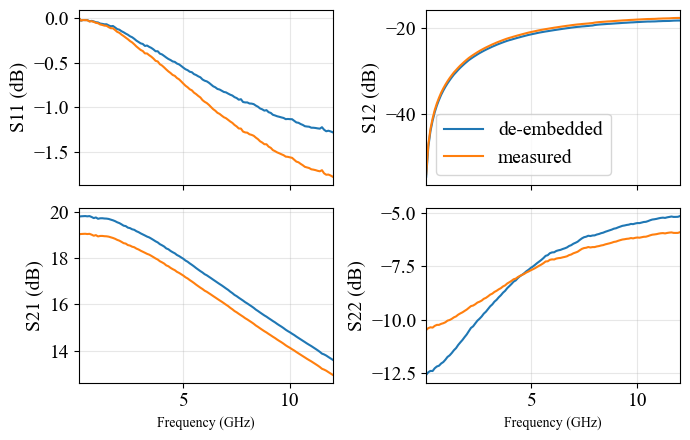 S11 (dB)
0.0
−0.5
−1.0
−1.5
5
10
S12 (dB)
−20
−40
de-embedded
measured
S21 (dB)
20
18
16
14
5
10
Frequency (GHz)
S22 (dB)
−5.0
−7.5
−10.0
−12.5
5
10
Frequency (GHz)